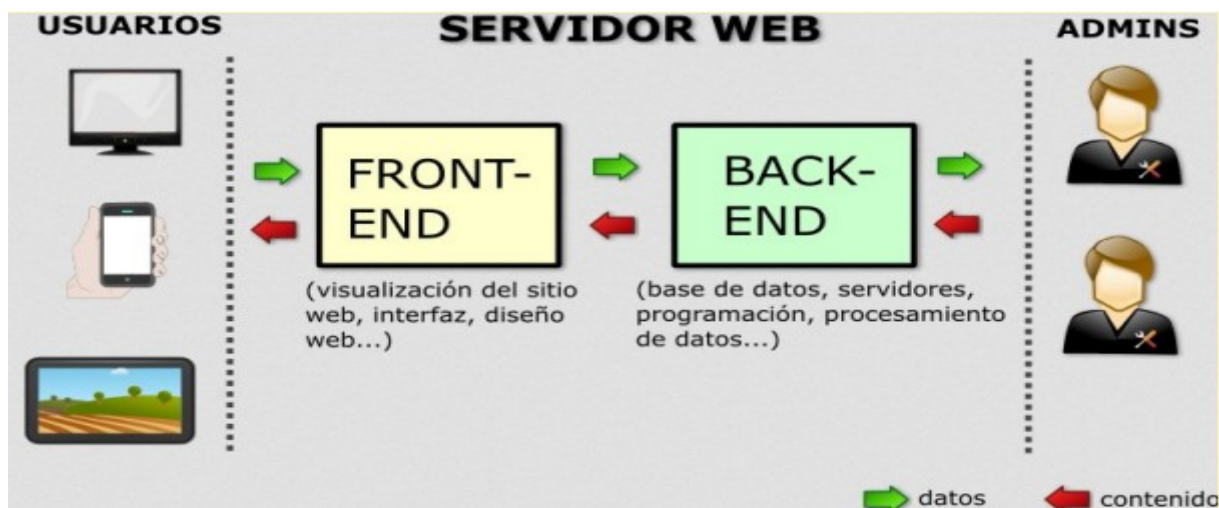 USUARIOS
SERVIDOR WEB
ADMINS
FRONT-
END
(visualización del sitio
web, interfaz, diseño
web...)
BACK-
END
(base de datos, servidores,
programación, procesamiento
de datos...)
datos
contenido